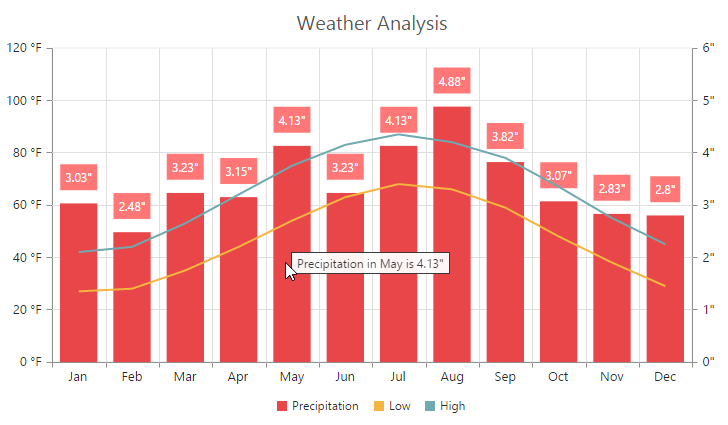 Weather Analysis
120 °F
6"
4.88"
100 °F
5"
4.13"
4.13"
3.82"
80 °F
4"
3.03"
3.23"
3.15"
3.23"
3.07"
2.83"
2.8"
2.48"
60 °F
3"
40 °F
2"
Precipitation in May is 4.13"
20 °F
1"
0 °F
0"
Jan Feb Mar Apr May Jun Jul Aug Sep Oct Nov Dec
Precipitation Low High